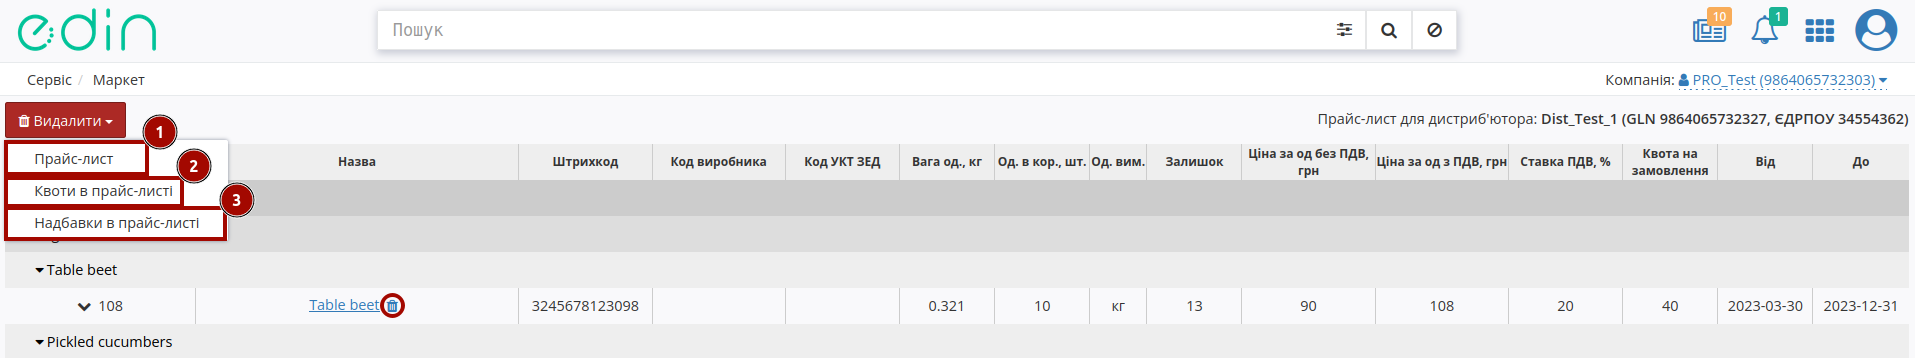 edin
Пошук
10
1
Сервіс / Маркет
Компанія: PRO_Test (9864065732303)
Видалити
1
Прайс-лист для дистриб'ютора: Dist_Test_1 (GLN 9864065732327, ЄДРПОУ 34554362)
Прайс-лист
2
Квоти в прайс-листі
3
Надбавки в прайс-листі
Назва Штрихкод Код виробника Код УКТ ЗЕД Вага од., кг Од. в кор., шт. Од. вим. Залишок Ціна за од без ПДВ, грн Ціна за од з ПДВ, грн Ставка ПДВ, % Квота на замовлення Від До
Table beet
108 Table beet 3245678123098 0.321 10 кг 13 90 108 20 40 2023-03-30 2023-12-31
Pickled cucumbers